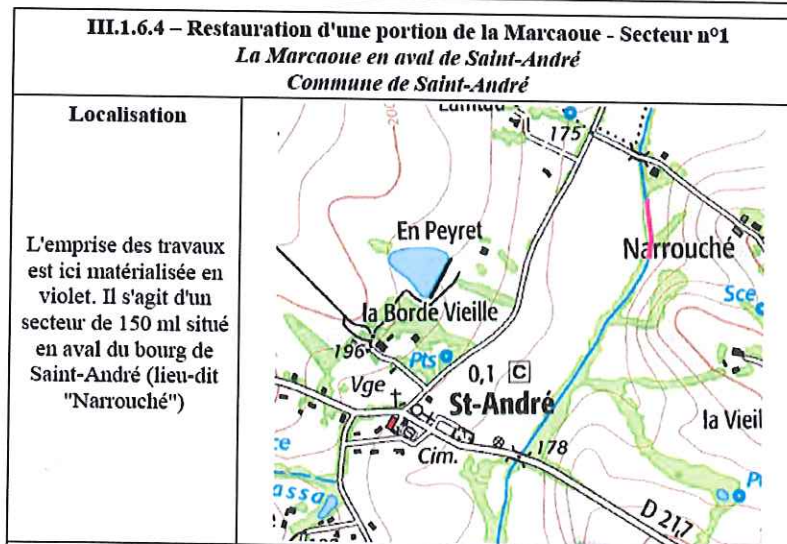 III.1.6.4 – Restauration d'une portion de la Marcaoue - Secteur n°1
La Marcaoue en aval de Saint-André
Commune de Saint-André
Localisation
L'emprise des travaux
est ici matérialisée en
violet. Il s'agit d'un
secteur de 150 ml situé
en aval du bourg de
Saint-André (lieu-dit
"Narrouché")
175
En Peyret
Narrouché
Sce
la Borde Vieille
196
Pts
0,1 C
Vge
St-André
la Vieil
Cim.
178
D 217